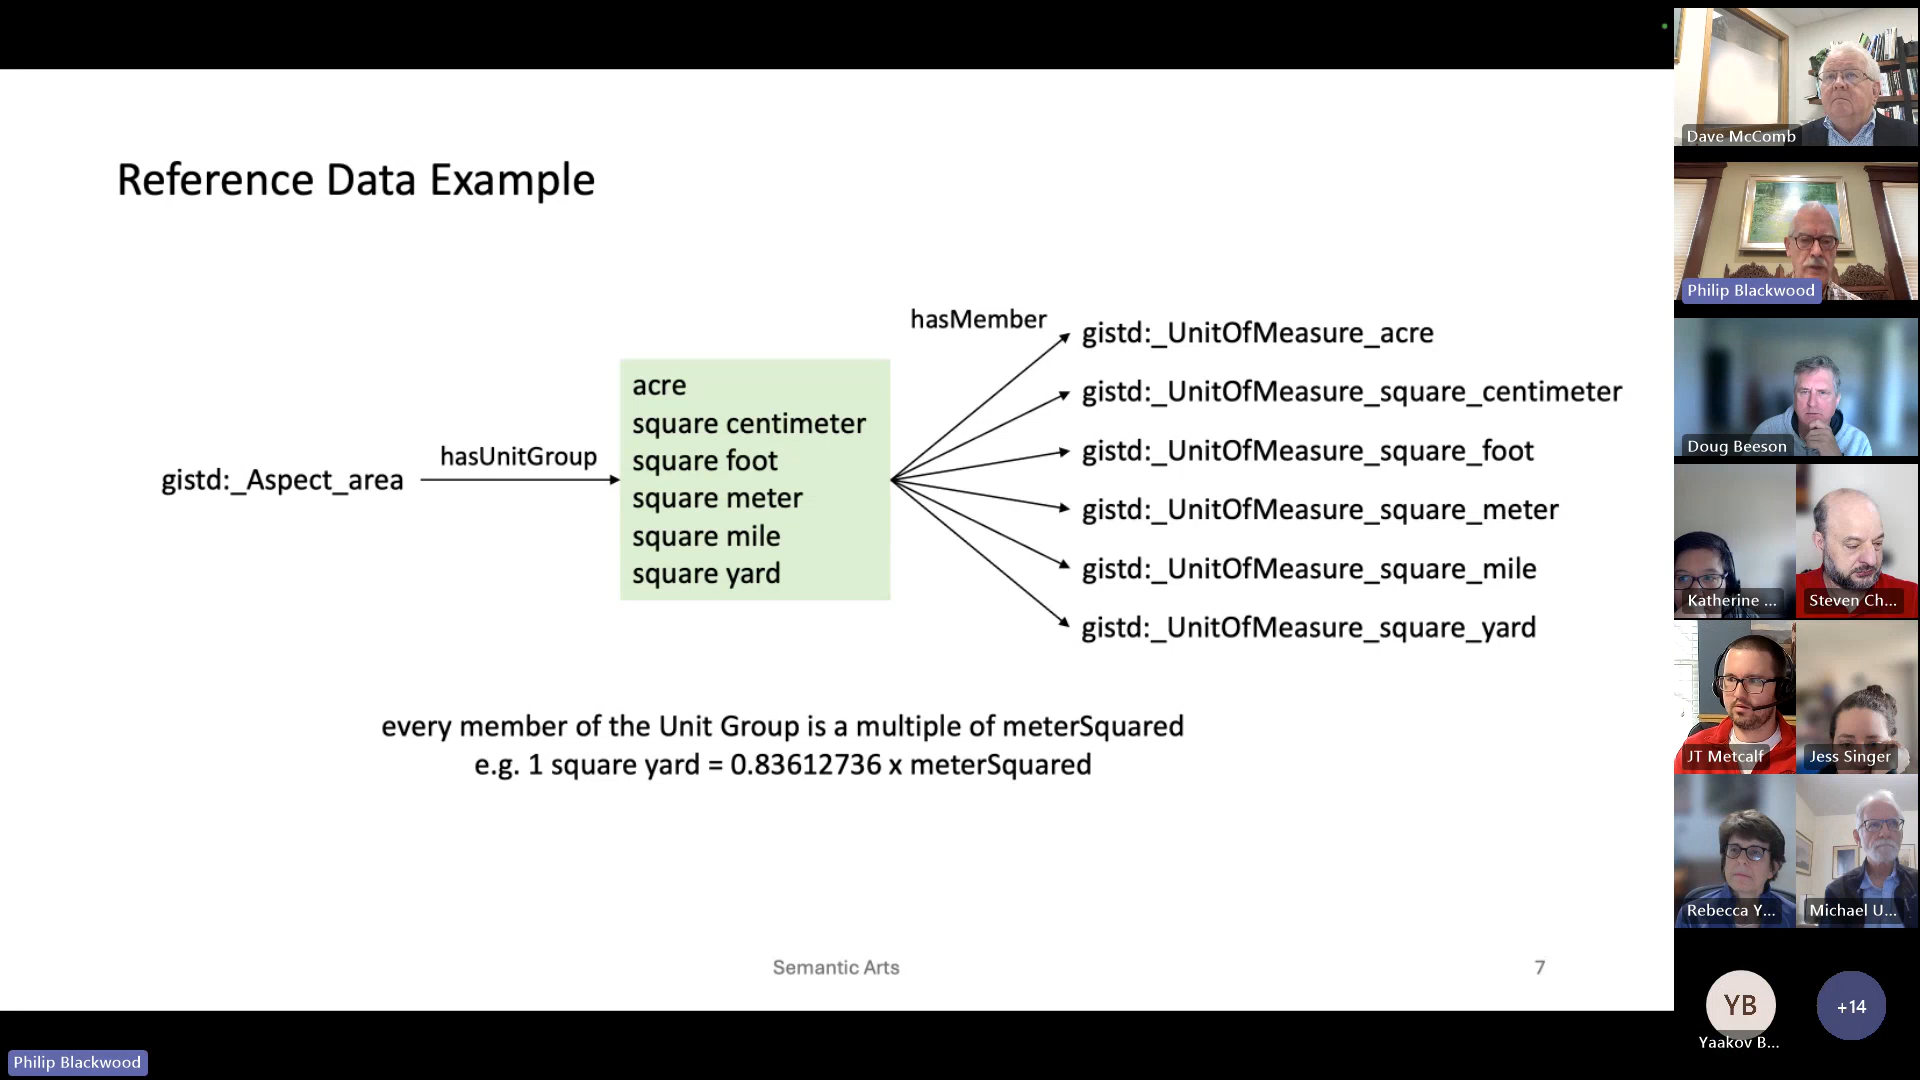 Reference Data Example
hasMember
gistd:_UnitOfMeasure_acre
acre
gistd:_UnitOfMeasure_square_centimeter
square centimeter
gistd:_UnitOfMeasure_square_foot
hasUnitGroup
square foot
gistd:_Aspect_area
square meter
gistd:_UnitOfMeasure_square_meter
square mile
gistd:_UnitOfMeasure_square_mile
square yard
gistd:_UnitOfMeasure_square_yard
every member of the Unit Group is a multiple of meterSquared
e.g. 1 square yard = 0.83612736 x meterSquared
Semantic Arts
7
Philip Blackwood
Dave McComb
Philip Blackwood
Doug Beeson
Katherine ...
Steven Ch...
JT Metcalf
Jess Singer
Rebecca Y...
Michael U...
YB
+14
Yaakov B...